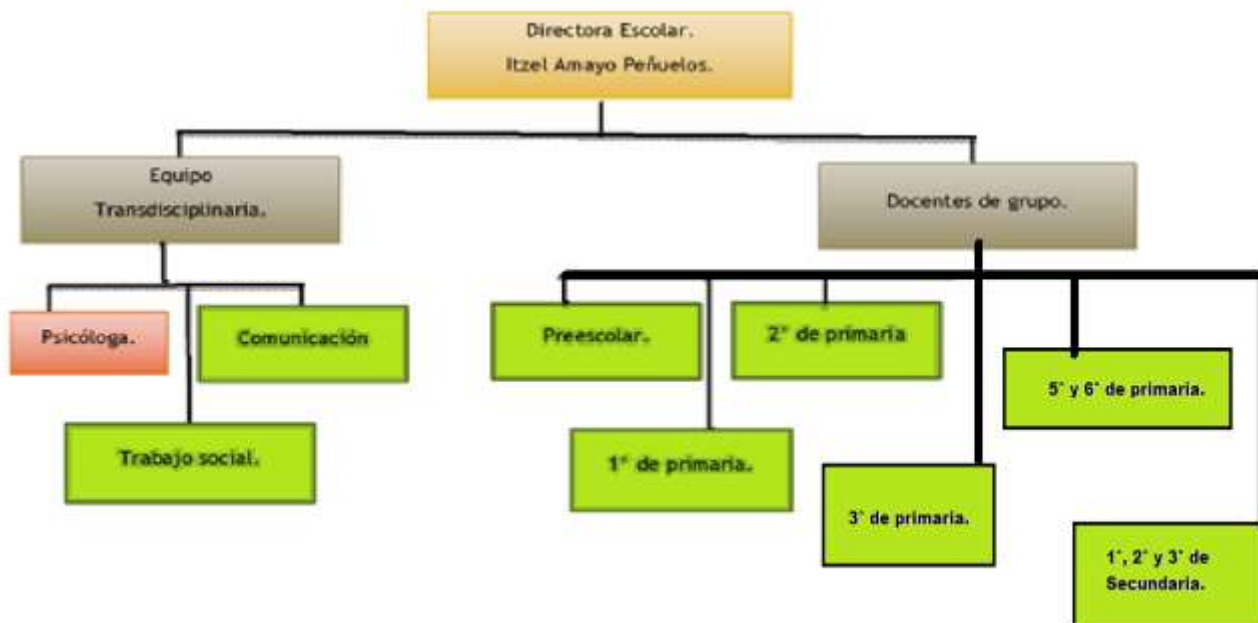 Directora Escolar.
Itzel Amayo Peñuelos.
Equipo
Transdisciplinaria.
Docentes de grupo.
Psicóloga.
Comunicación
Trabajo social.
Preescolar.
2° de primaria
5° y 6° de primaria.
1° de primaria.
3° de primaria.
1°, 2° y 3° de
Secundaria.